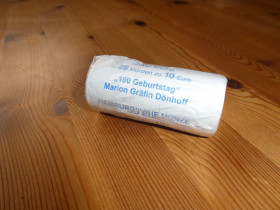 Münzen zu 10 Euro
„100 Geburtstag"
Marion Gräfin Dönhoff
HAMBURGISCHE MÜNZE